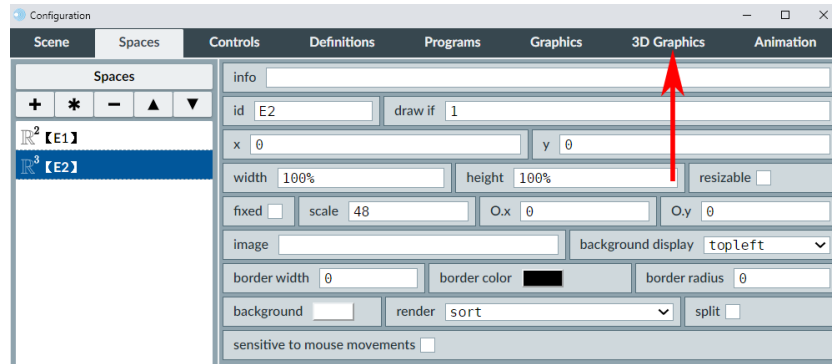 Configuration
Scene Spaces Controls Definitions Programs Graphics 3D Graphics Animation
Spaces
info
id E2 draw if 1
ℝ² 【E1】
x 0 y 0
ℝ³ 【E2】
width 100% height 100% resizable
fixed scale 48 O.x 0 O.y 0
image background display topleft
border width 0 border color border radius 0
background render sort split
sensitive to mouse movements